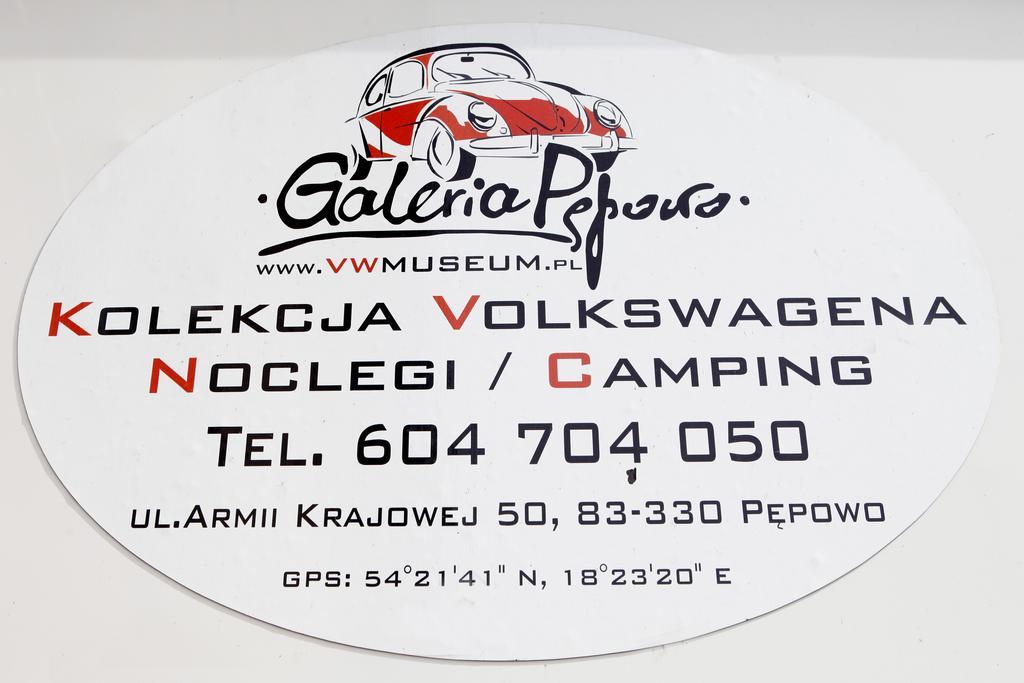 ·Galeria Pępowo·
www.VWMUSEUM.PL
KOLEKCJA VOLKSWAGENA
NOCLEGI / CAMPING
TEL. 604 704 050
UL.ARMII KRAJOWEJ 50, 83-330 PĘPOWO
GPS: 54°21'41" N, 18°23'20" E